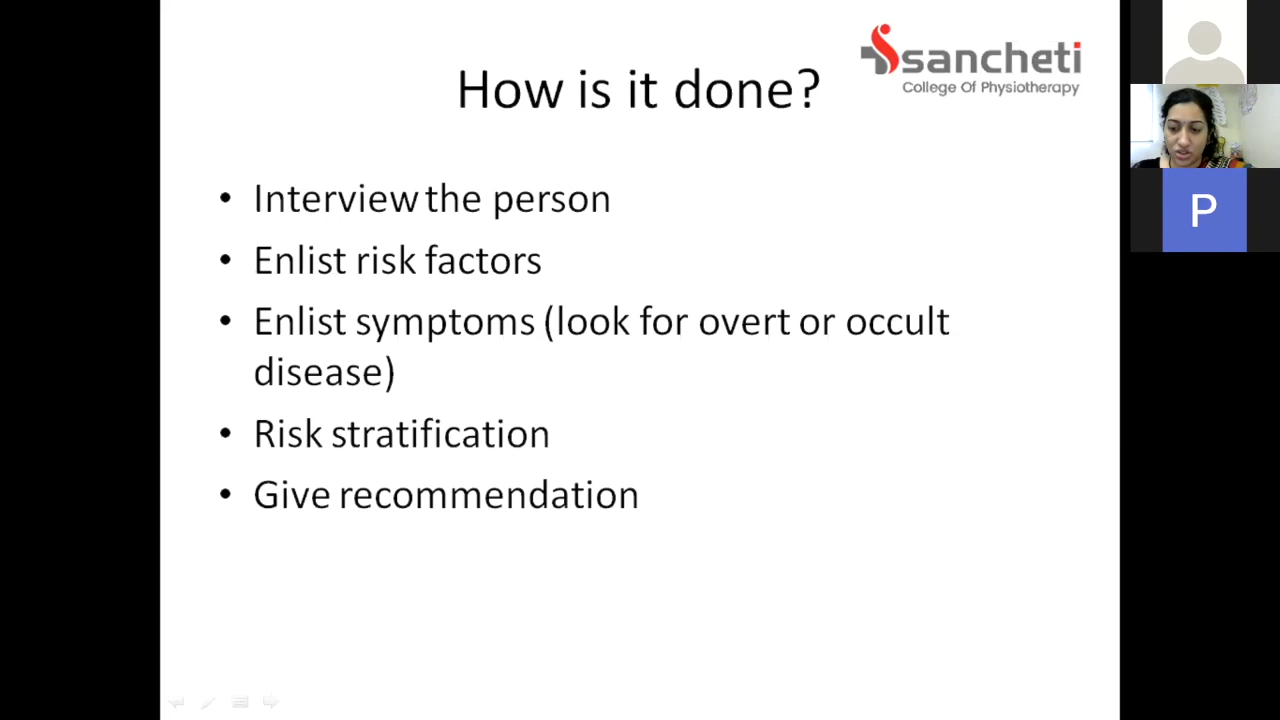 How is it done?
sancheti
College Of Physiotherapy
• Interview the person
• Enlist risk factors
• Enlist symptoms (look for overt or occult
disease)
• Risk stratification
• Give recommendation
P